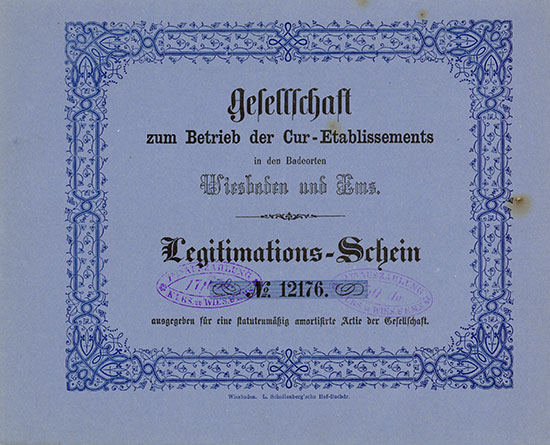 Gesellschaft
zum Betrieb der Cur-Etablissements
in den Badeorten
Wiesbaden und Ems.
Legitimations-Schein
No. 12176.
ausgegeben für eine statutenmäßig amortisirte Actie der Gesellschaft.
Wiesbaden. L. Schellenberg'sche Hof-Buchdr.